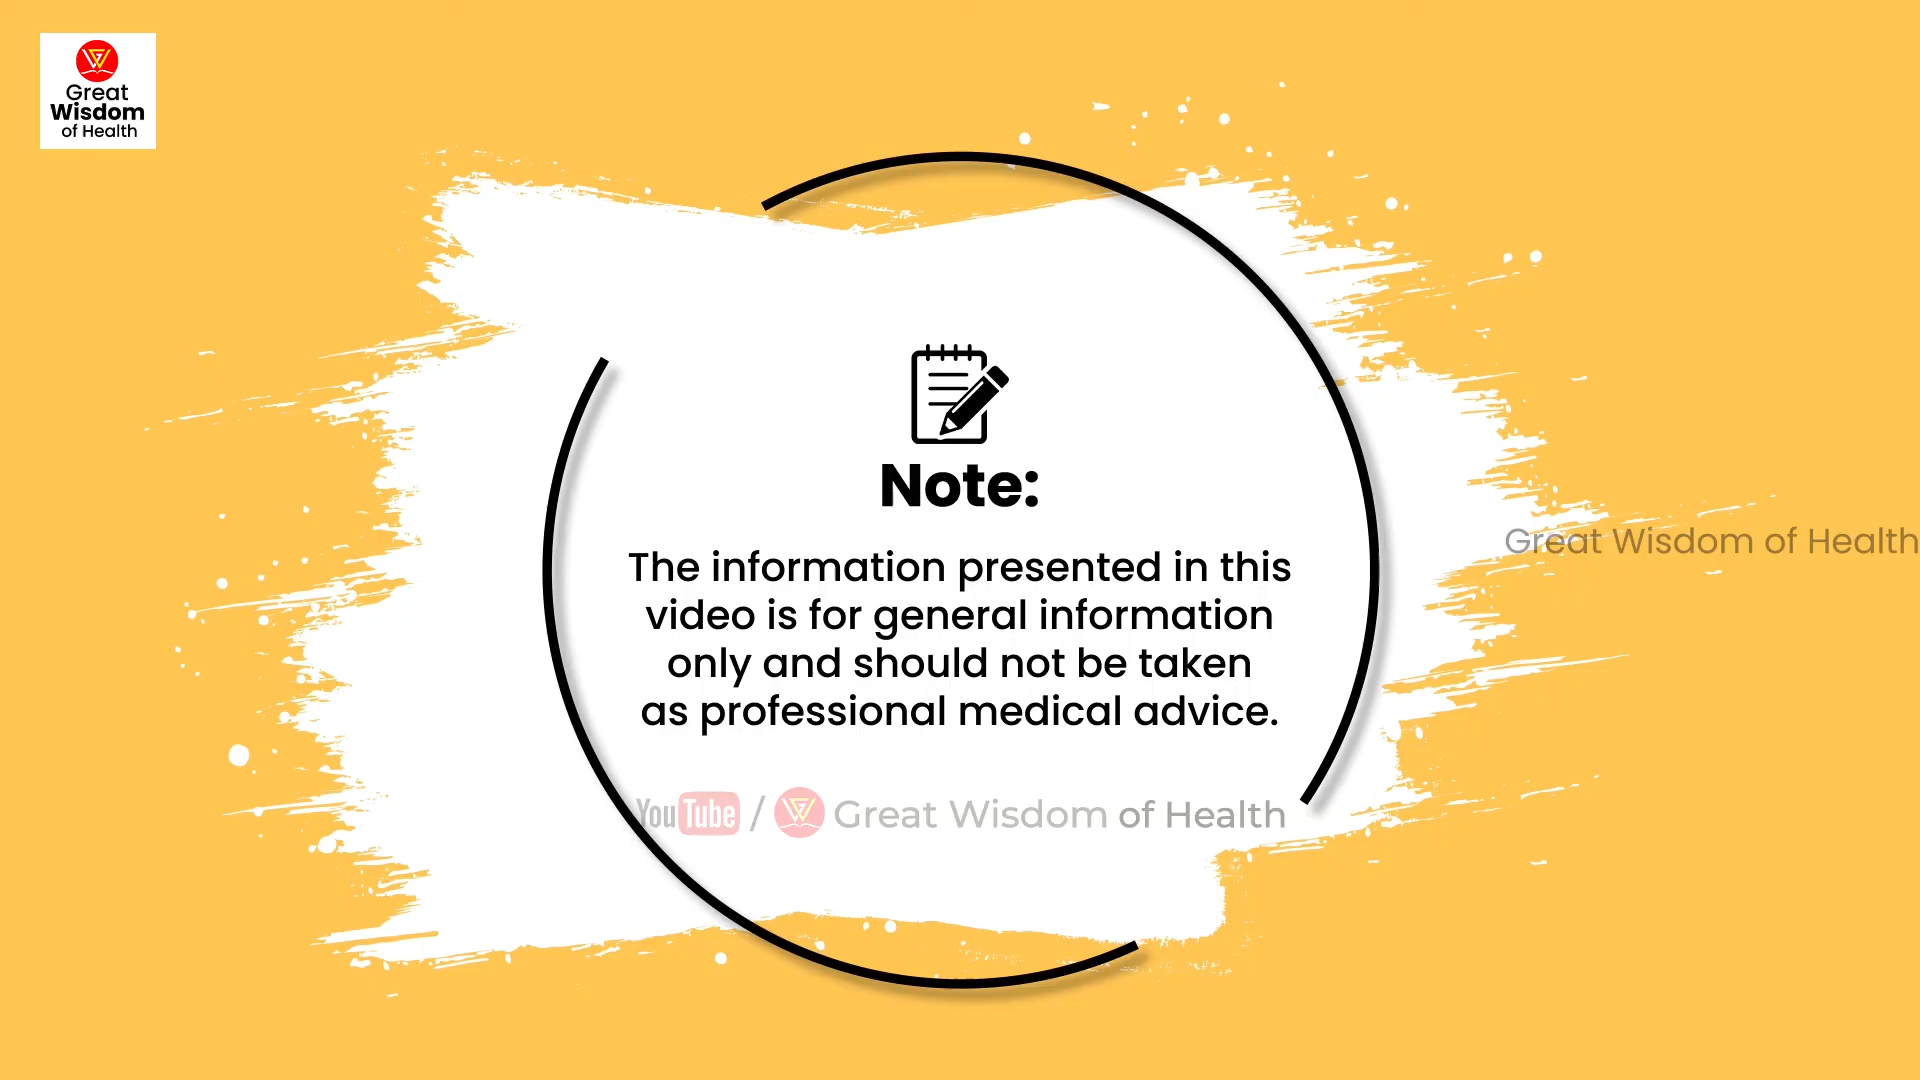 Great
Wisdom
of Health
Note:
The information presented in this
video is for general information
only and should not be taken
as professional medical advice.
Great Wisdom of Health
YouTube / Great Wisdom of Health